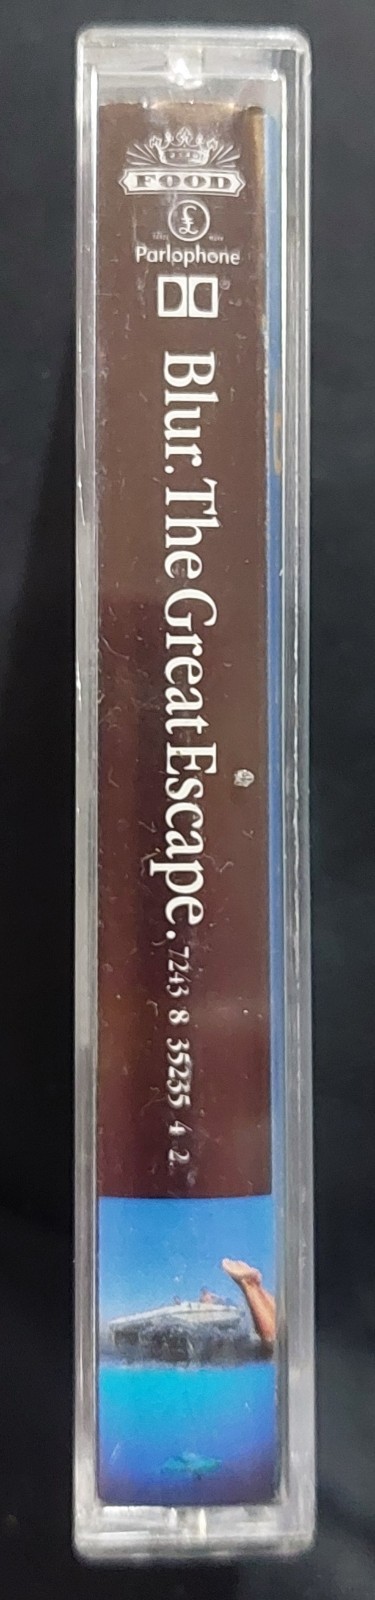 FOOD
Parlophone
Blur. The Great Escape. 7243 8 35235 4 2